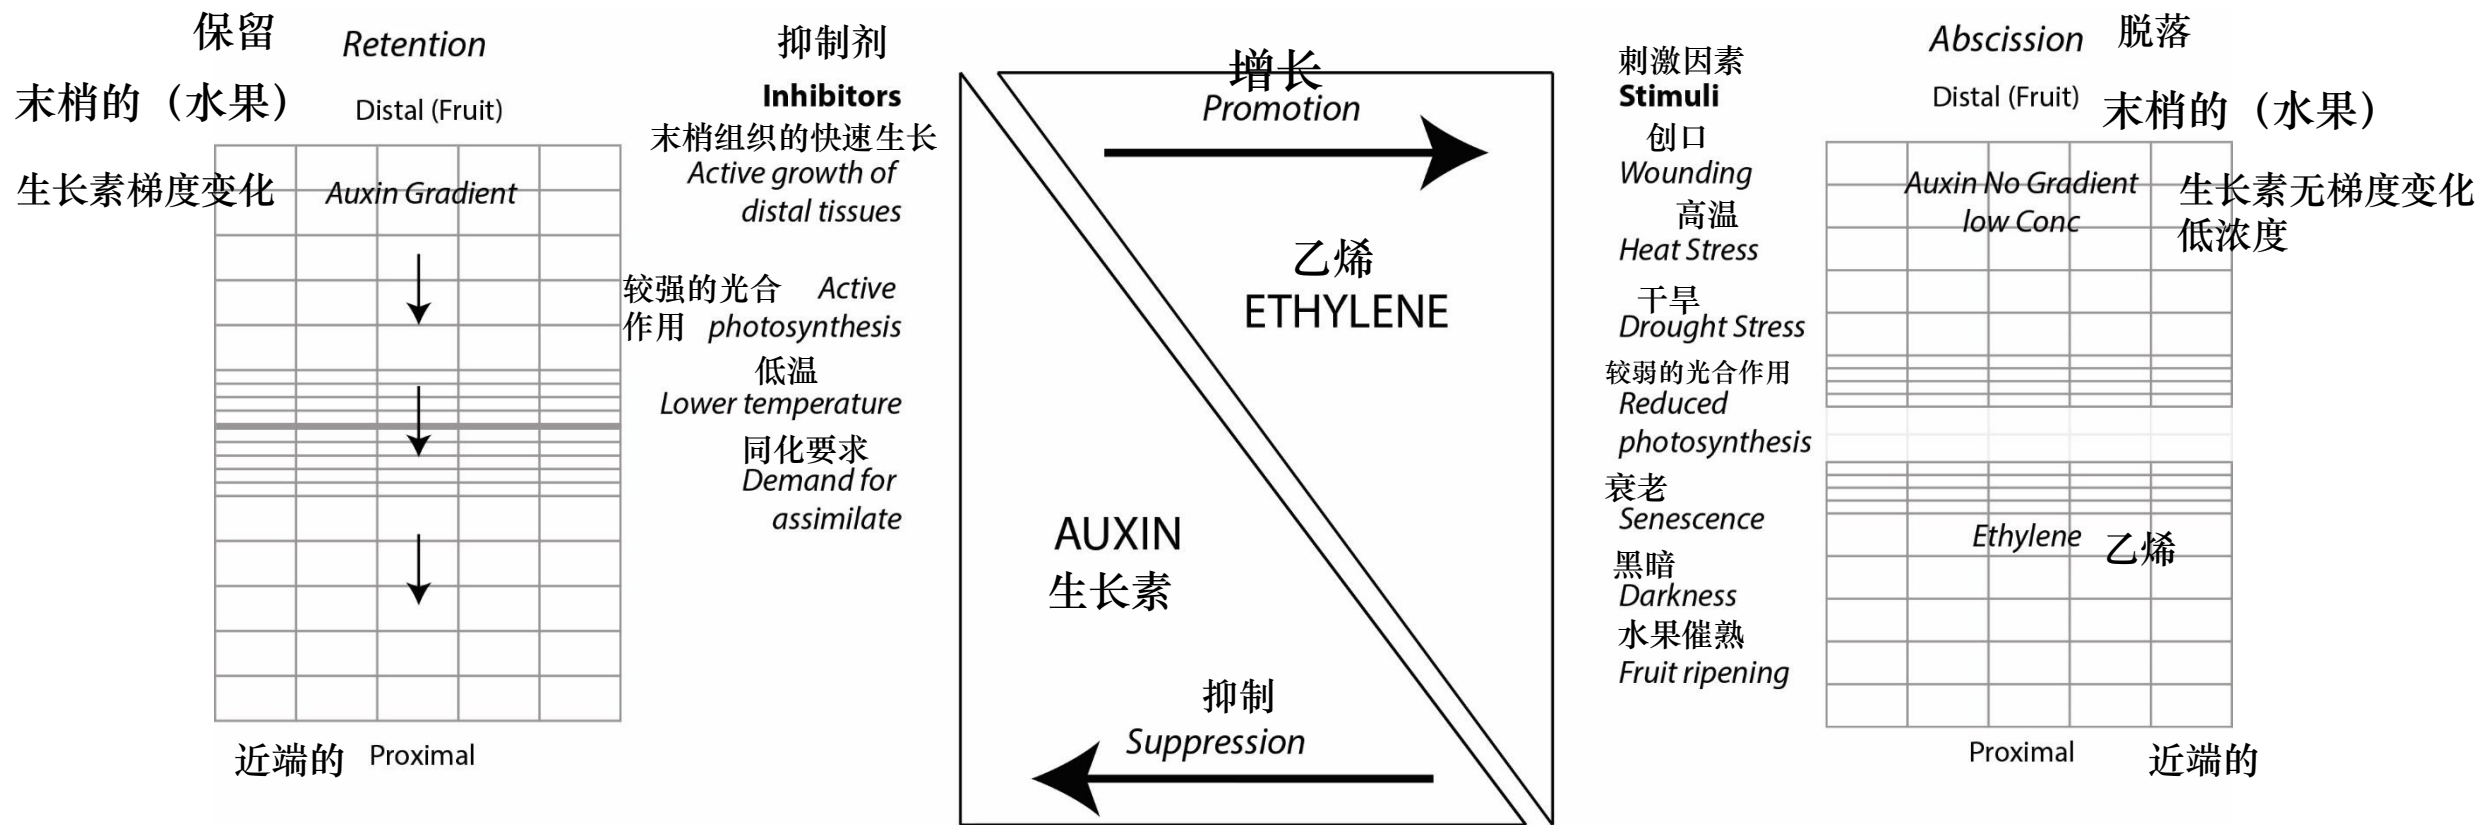 保留 Retention
末梢的（水果） Distal (Fruit)
生长素梯度变化 Auxin Gradient
近端的 Proximal
抑制剂
Inhibitors
末梢组织的快速生长
Active growth of
distal tissues
较强的光合 Active
作用 photosynthesis
低温
Lower temperature
同化要求
Demand for
assimilate
增长
Promotion
乙烯
ETHYLENE
AUXIN
生长素
抑制
Suppression
刺激因素
Stimuli
创口
Wounding
高温
Heat Stress
干旱
Drought Stress
较弱的光合作用
Reduced
photosynthesis
衰老
Senescence
黑暗
Darkness
水果催熟
Fruit ripening
Abscission 脱落
Distal (Fruit) 末梢的（水果）
Auxin No Gradient 生长素无梯度变化
low Conc 低浓度
Ethylene 乙烯
Proximal 近端的